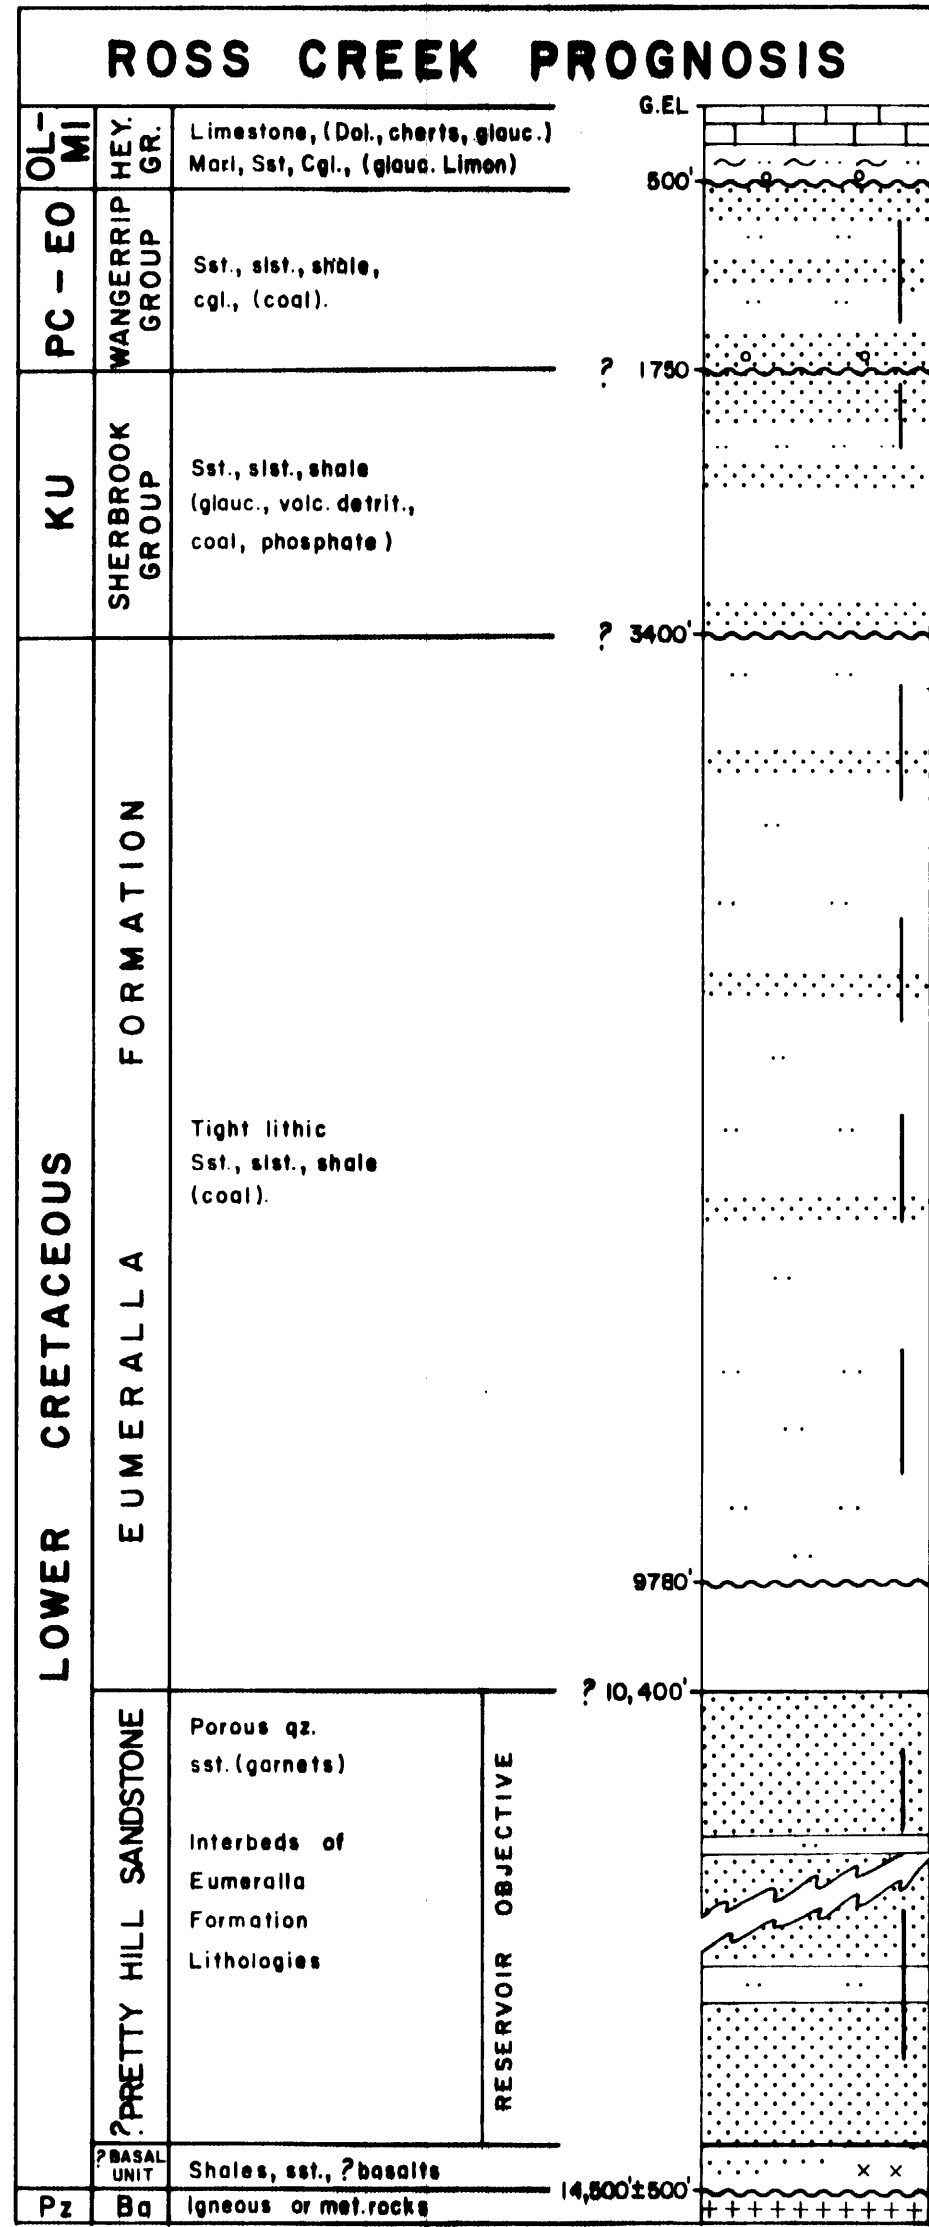 ROSS CREEK PROGNOSIS
G.EL
OL-
MI
HEY.
GR.
Limestone, (Dol., cherts, glauc.)
Marl, Sst, Cgl., (glaua. Limon)
500'
PC - EO
WANGERRIP
GROUP
Sst., slst., shale,
cgl., (coal).
? 1750
KU
SHERBROOK
GROUP
Sst., slst., shale
(glauc., volc. detrit.,
coal, phosphate)
? 3400'
LOWER CRETACEOUS
EUMERALLA FORMATION
Tight lithic
Sst., slst., shale
(coal).
9780'
? 10,400'
?PRETTY HILL SANDSTONE
Porous qz.
sst. (garnets)
Interbeds of
Eumeralla
Formation
Lithologies
RESERVOIR OBJECTIVE
? BASAL
UNIT
Shales, sst., ?basalts
14,500'±500'
Pz
Ba
Igneous or met.rocks